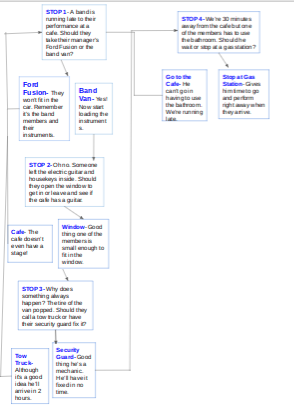 STOP 1- A band is
running late to their
performance at a
cafe. Should they
take their manager's
Ford Fusion or the
band van?
Ford
Fusion- They
won't fit in the
car. Remember
it's the band
members and
their
instruments.
Band
Van- Yes!
Now start
loading the
instrument
s.
STOP 2- Oh no. Someone
left the electric guitar and
house keys inside. Should
they open the window to
get in or leave and see if
the cafe has a guitar.
Cafe- The
cafe doesn't
even have a
stage!
Window- Good
thing one of the
members is
small enough to
fit in the
window.
STOP 3- Why does
something always
happen? The tire of the
van popped. Should they
call a tow truck or have
their security guard fix it?
Tow
Truck-
Although
it's a good
idea he'll
arrive in 2
hours.
Security
Guard- Good
thing he's a
mechanic.
He'll have it
fixed in no
time.
STOP 4- We're 30 minutes
away from the cafe but one
of the members has to use
the bathroom. Should he
wait or stop at a gas station?
Go to the
Cafe- He
can't go in
having to use
the bathroom.
We're running
late.
Stop at Gas
Station- Gives
him time to go
and perform
right away when
they arrive.